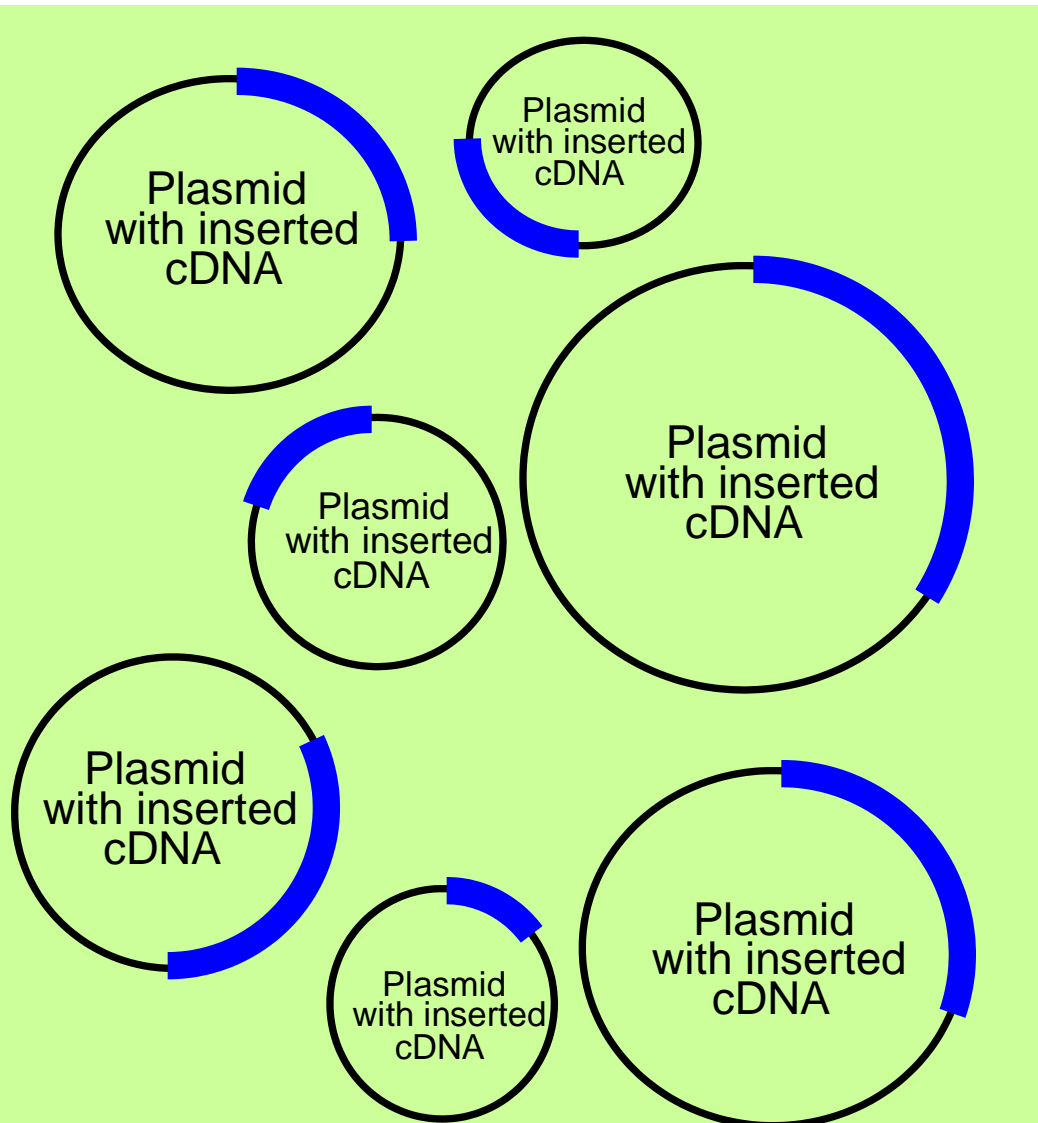 Plasmid
with inserted
cDNA
Plasmid
with inserted
cDNA
Plasmid
with inserted
cDNA
Plasmid
with inserted
cDNA
Plasmid
with inserted
cDNA
Plasmid
with inserted
cDNA
Plasmid
with inserted
cDNA